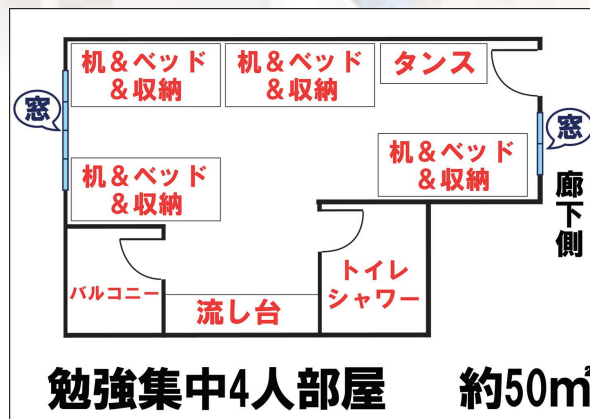 机&ベッド
&収納
机&ベッド
&収納
タンス
窓
窓
机&ベッド
&収納
机&ベッド
&収納
廊下側
バルコニー
流し台
トイレ
シャワー
勉強集中4人部屋 約50㎡